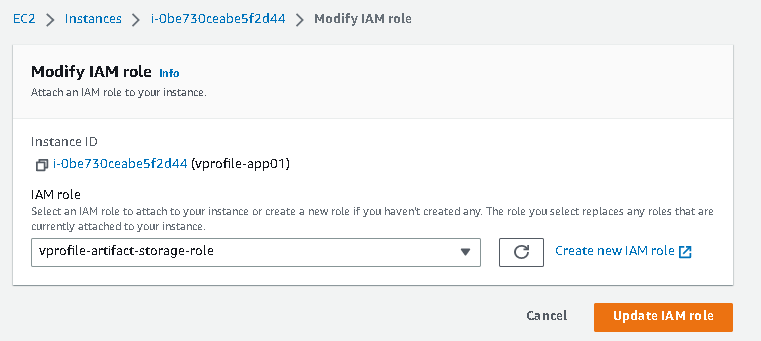 EC2 > Instances > i-0be730ceabe5f2d44 > Modify IAM role
Modify IAM role Info
Attach an IAM role to your instance.
Instance ID
i-0be730ceabe5f2d44 (vprofile-app01)
IAM role
Select an IAM role to attach to your instance or create a new role if you haven't created any. The role you select replaces any roles that are
currently attached to your instance.
vprofile-artifact-storage-role
Create new IAM role
Cancel Update IAM role